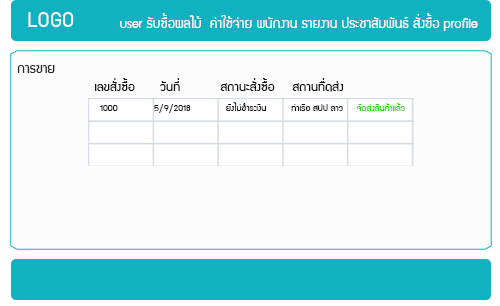 LOGO user รับซื้อผลไม้ ค่าใช้จ่าย พนักงาน รายงาน ประชาสัมพันธ์ สั่งซื้อ profile
การขาย
เลขสั่งซื้อ วันที่ สถานะสั่งซื้อ สถานที่ดส่ง
1000 5/9/2018 ยังไม่ชำระเงิน ท่าเรือ สปป ลาว จัดส่งสินค้าแล้ว